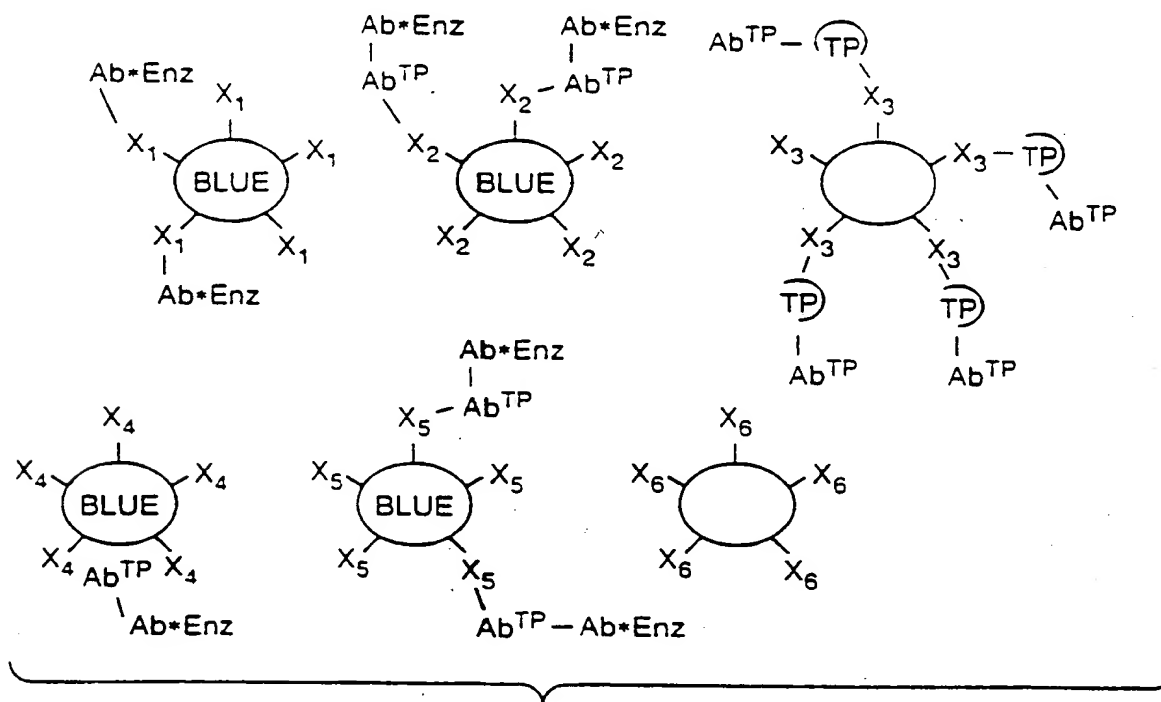 Ab*Enz
X₁
X₁
X₁
BLUE
X₁
X₁
Ab*Enz
Ab*Enz
Abᵀᴾ
Ab*Enz
Abᵀᴾ
X₂
X₂
X₂
BLUE
X₂
X₂
Abᵀᴾ
TP
X₃
X₃
X₃
TP
Abᵀᴾ
X₃
X₃
TP
TP
Abᵀᴾ
Abᵀᴾ
X₄
X₄
X₄
BLUE
X₄
X₄
Abᵀᴾ
Ab*Enz
Ab*Enz
Abᵀᴾ
X₅
X₅
X₅
BLUE
X₅
X₅
Abᵀᴾ
Ab*Enz
X₆
X₆
X₆
X₆
X₆